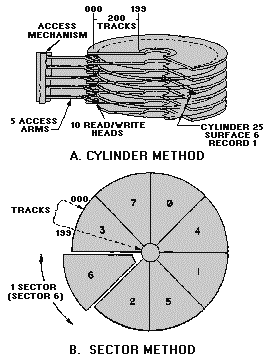 ACCESS
MECHANISM
000 199
200
TRACKS
5 ACCESS
ARMS
10 READ/WRITE
HEADS
CYLINDER 25
SURFACE 6
RECORD 1
A. CYLINDER METHOD
TRACKS
000
199
7
0
3
4
6
1
2
5
1 SECTOR
(SECTOR 6)
B. SECTOR METHOD